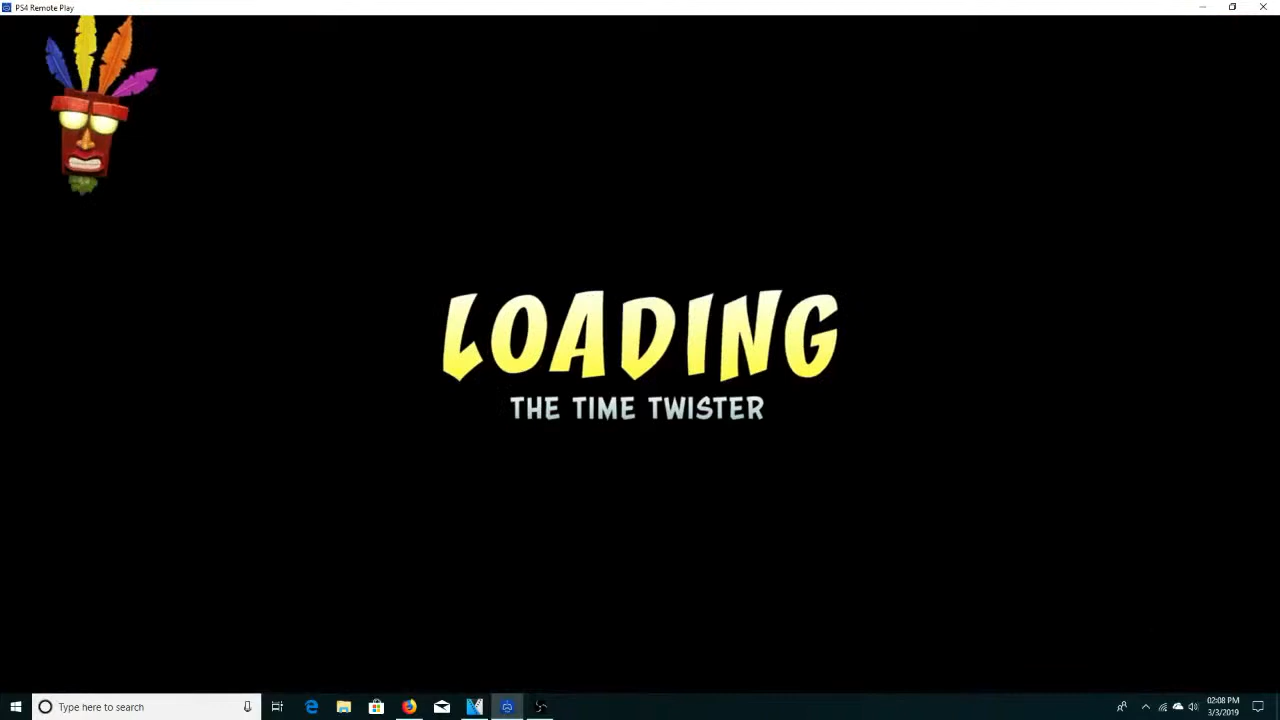 PS4 Remote Play
LOADING
THE TIME TWISTER
Type here to search
02:08 PM
3/3/2019